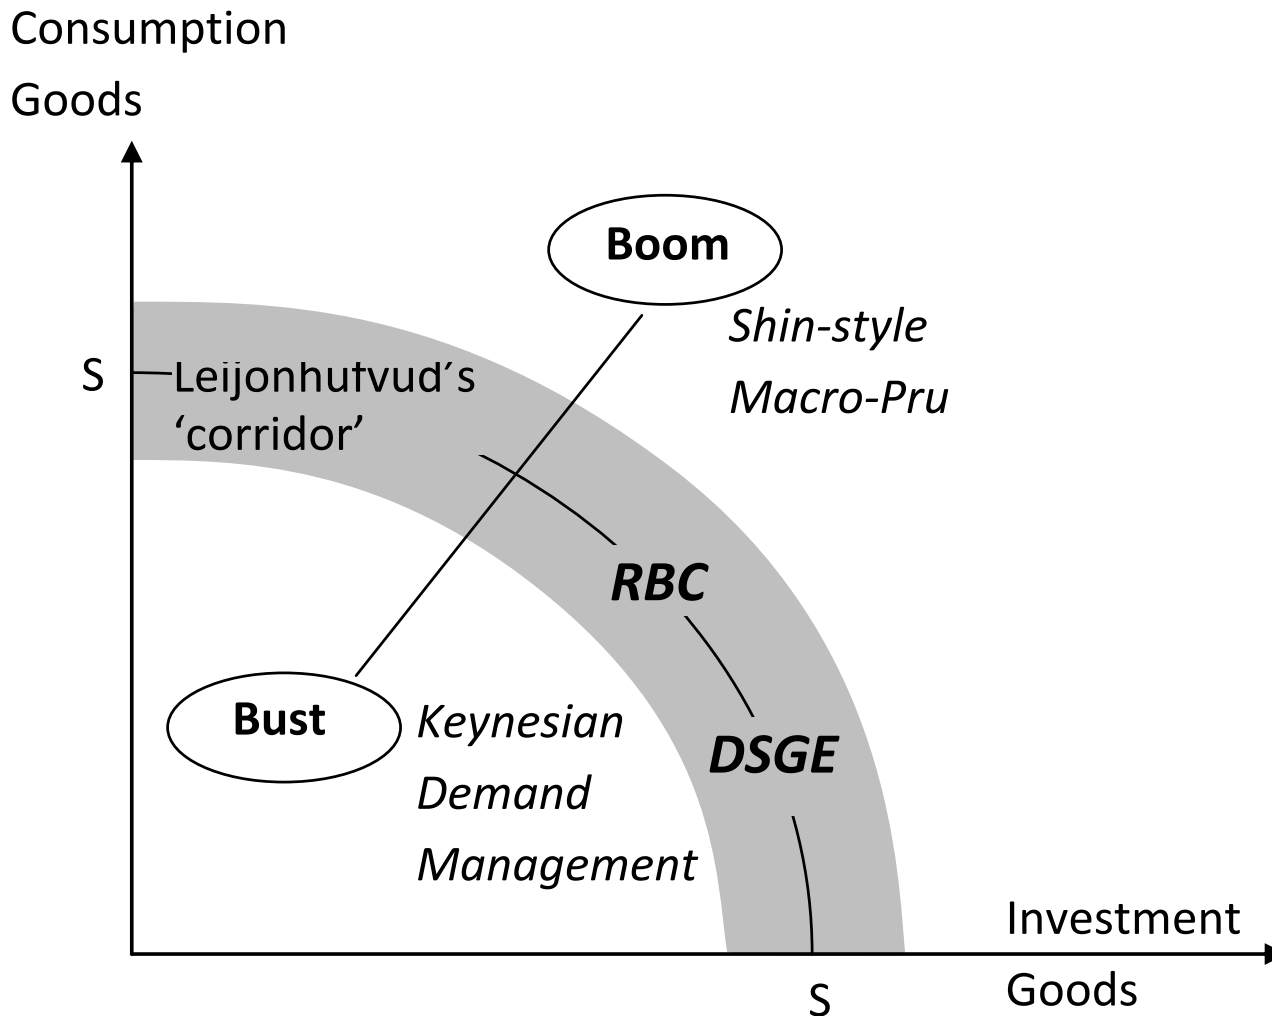 Consumption
Goods
Boom
Shin-style
Macro-Pru
S
Leijonhufvud's
‘corridor’
RBC
Bust
Keynesian
Demand
Management
DSGE
Investment
Goods
S